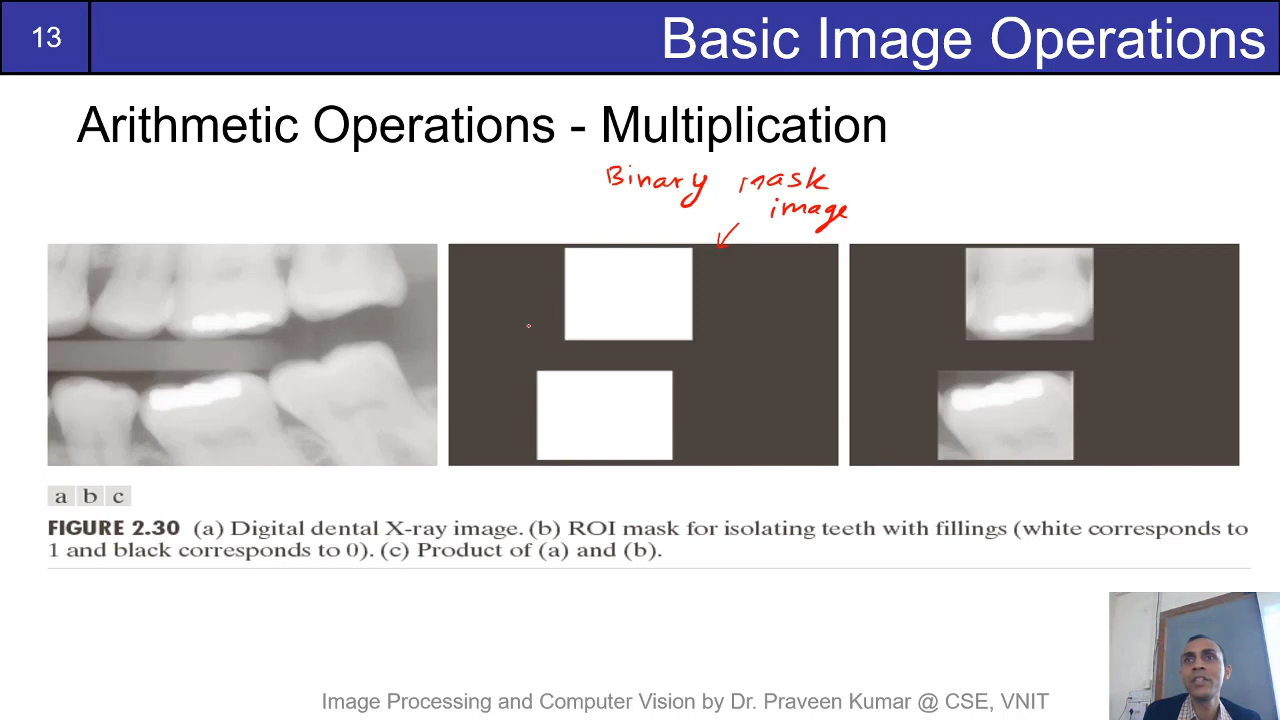 13
Basic Image Operations
Arithmetic Operations - Multiplication
Binary mask
image
a b c
FIGURE 2.30 (a) Digital dental X-ray image. (b) ROI mask for isolating teeth with fillings (white corresponds to
1 and black corresponds to 0). (c) Product of (a) and (b).
Image Processing and Computer Vision by Dr. Praveen Kumar @ CSE, VNIT